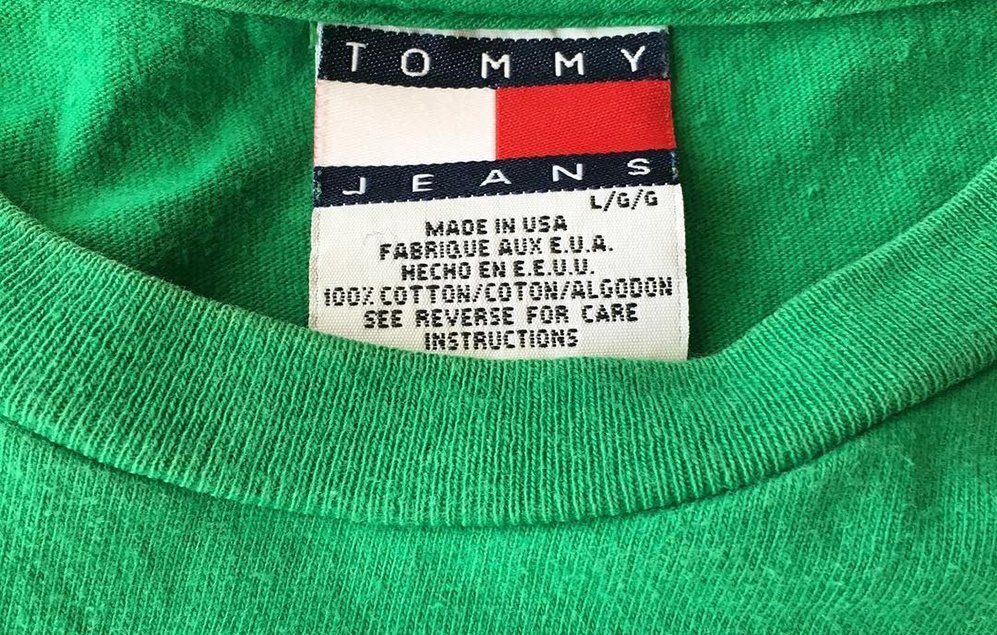 TOMMY
JEANS
L/G/G
MADE IN USA
FABRIQUE AUX E.U.A.
HECHO EN E.E.U.U.
100% COTTON/COTON/ALGODON
SEE REVERSE FOR CARE
INSTRUCTIONS